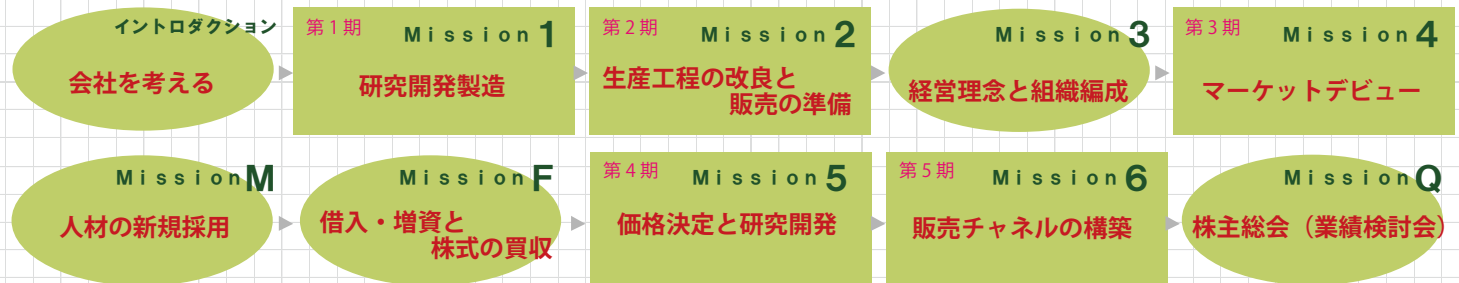 イントロダクション
会社を考える
第1期 Mission 1
研究開発製造
第2期 Mission 2
生産工程の改良と
販売の準備
Mission 3
経営理念と組織編成
第3期 Mission 4
マーケットデビュー
Mission M
人材の新規採用
Mission F
借入・増資と
株式の買収
第4期 Mission 5
価格決定と研究開発
第5期 Mission 6
販売チャネルの構築
Mission Q
株主総会（業績検討会）